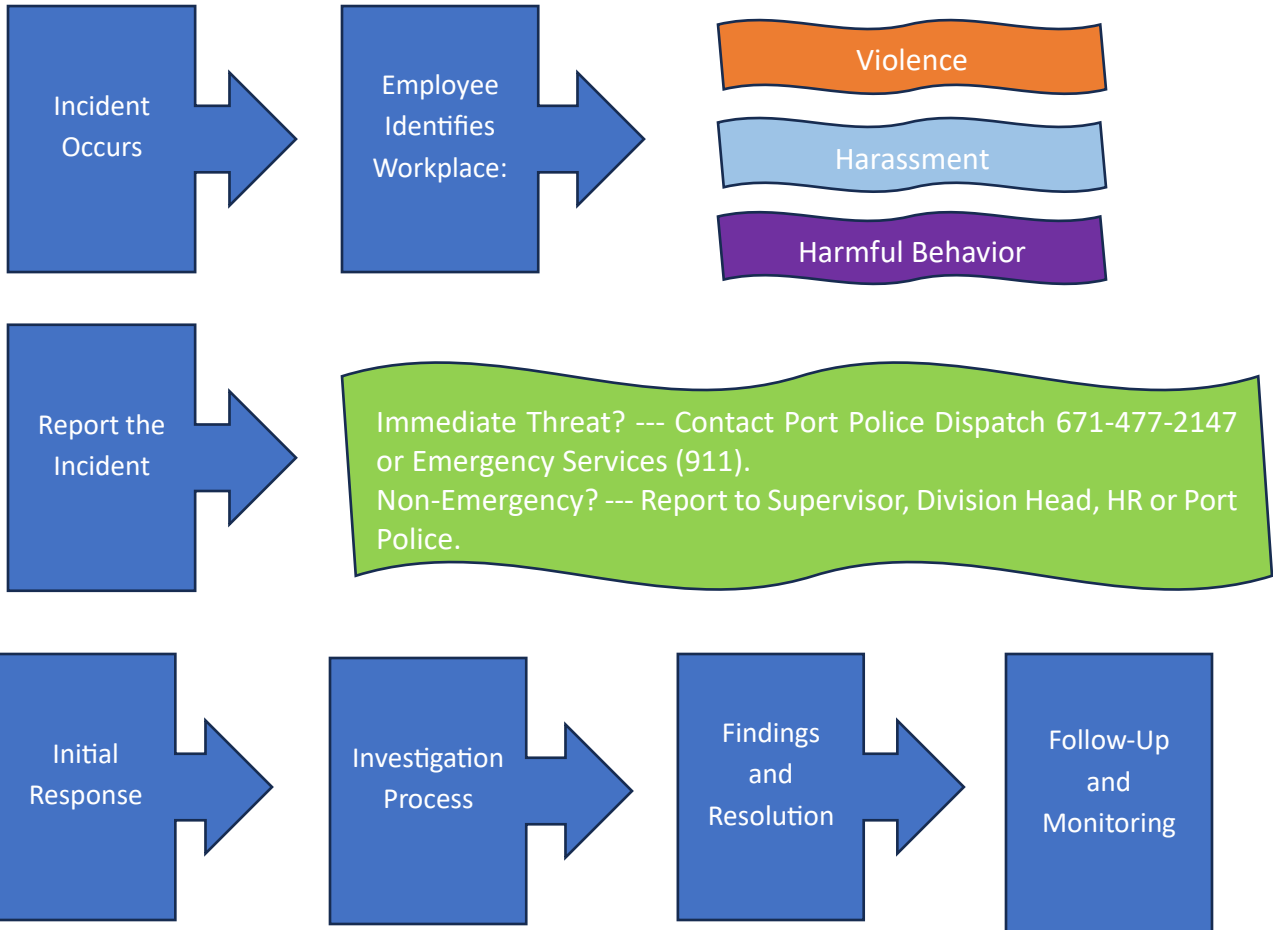 Incident
Occurs
Employee
Identifies
Workplace:
Violence
Harassment
Harmful Behavior
Report the
Incident
Immediate Threat? --- Contact Port Police Dispatch 671-477-2147
or Emergency Services (911).
Non-Emergency? --- Report to Supervisor, Division Head, HR or Port
Police.
Initial
Response
Investigation
Process
Findings
and
Resolution
Follow-Up
and
Monitoring